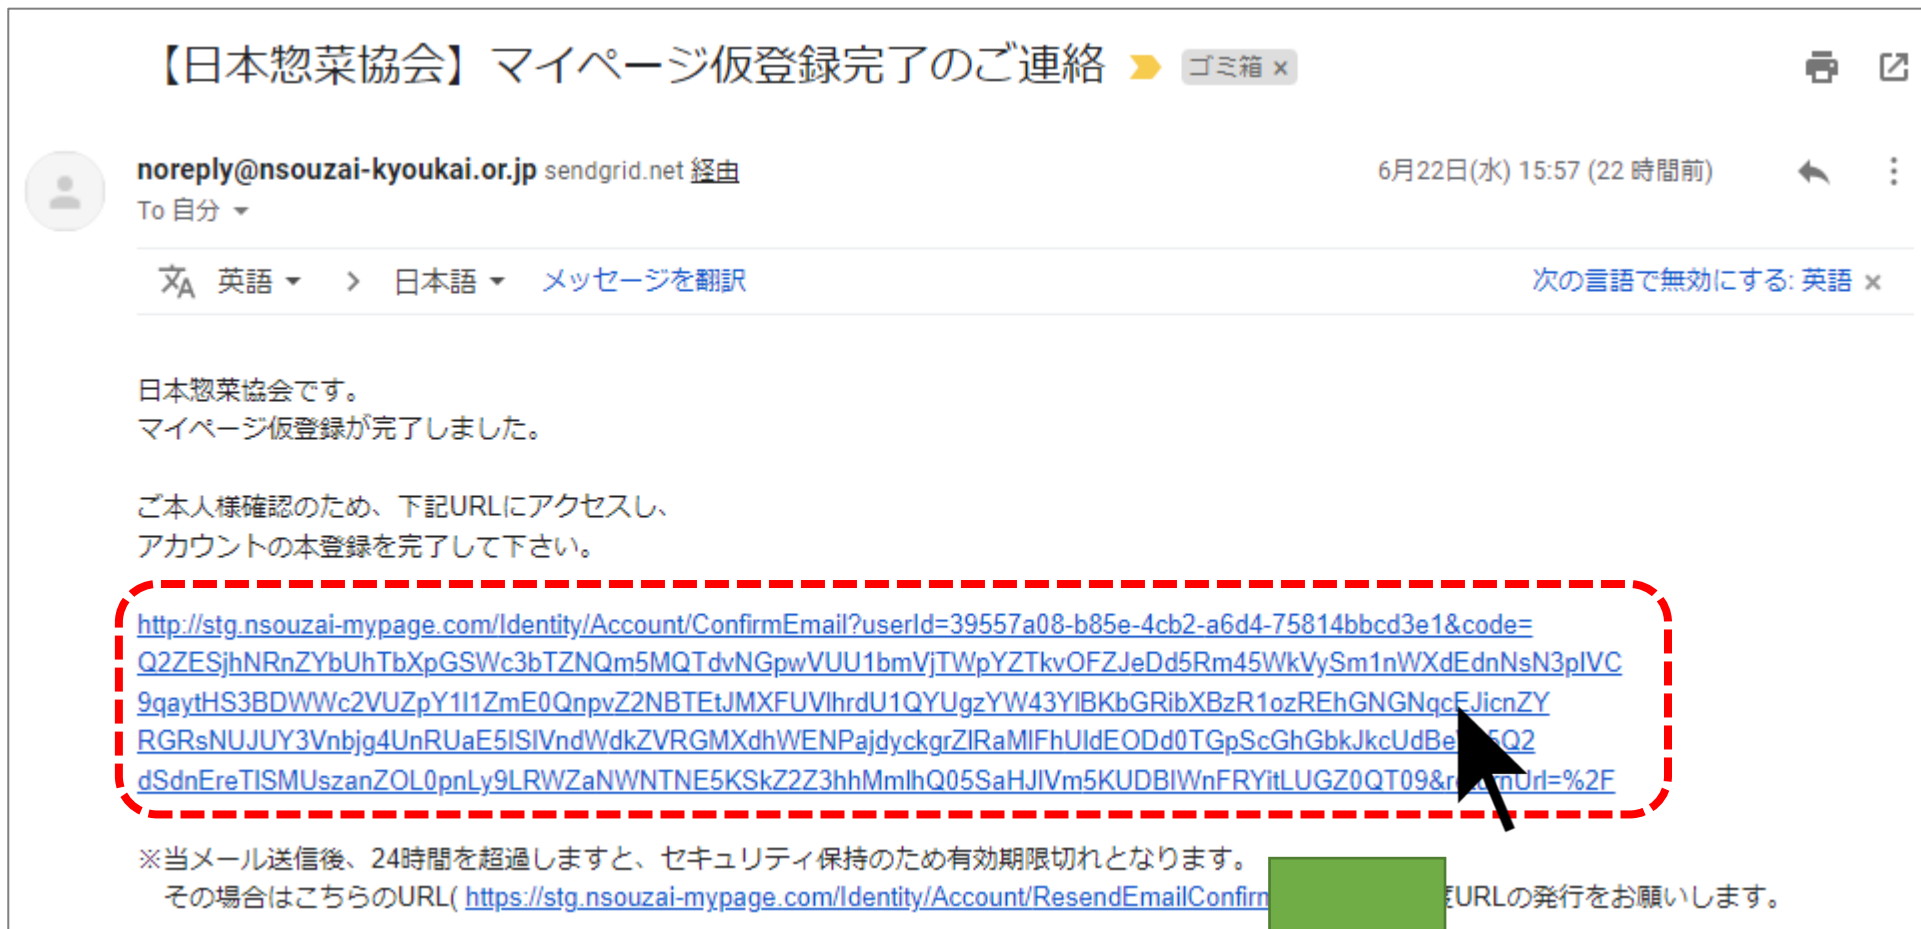 【日本惣菜協会】マイページ仮登録完了のご連絡 ゴミ箱 ×
noreply@nsouzai-kyoukai.or.jp sendgrid.net 経由 6月22日(水) 15:57 (22 時間前)
To 自分
文A 英語 > 日本語 メッセージを翻訳 次の言語で無効にする: 英語 ×
日本惣菜協会です。
マイページ仮登録が完了しました。
ご本人様確認のため、下記URLにアクセスし、
アカウントの本登録を完了して下さい。
http://stg.nsouzai-mypage.com/Identity/Account/ConfirmEmail?userId=39557a08-b85e-4cb2-a6d4-75814bbcd3e1&code=
Q2ZESjhNRnZYbUhTbXpGSWc3bTZNQm5MQTdvNGpwVUU1bmVjTWpYZTkvOFZJeDd5Rm45WkVySm1nWXdEdnNsN3pIVC
9qaytHS3BDWWc2VUZpY1l1ZmE0QnpvZ2NBTEtJMXFUVlhrdU1QYUgzYW43YlBKbGRibXBzR1ozREhGNGNqcEJicnZY
RGRsNUJUY3Vnbjg4UnRUaE5lSlVndWdkZVRGMXdhWENPajdyckgrZlRaMlFhUldEODd0TGpScGhGbkJkcUdBe 5Q2
dSdnEreTlSMUszanZOL0pnLy9LRWZaNWNTNE5KSkZ2Z3hhMmlhQ05SaHJlVm5KUDBlWnFRYitLUGZ0QT09&r rnUrl=%2F
※当メール送信後、24時間を超過しますと、セキュリティ保持のため有効期限切れとなります。
その場合はこちらのURL( https://stg.nsouzai-mypage.com/Identity/Account/ResendEmailConfirm 度URLの発行をお願いします。